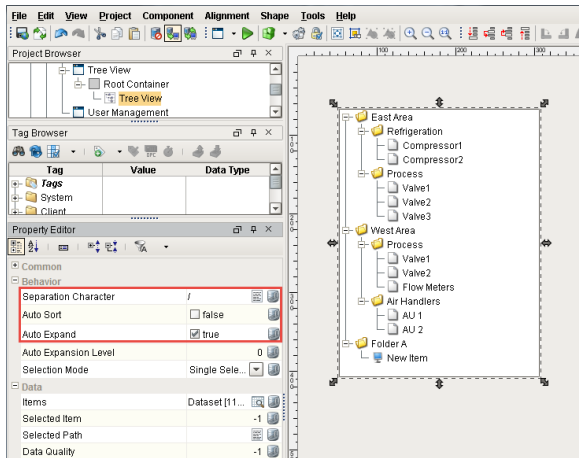 File Edit View Project Component Alignment Shape Tools Help
Project Browser
Tree View
Root Container
Tree View
User Management
Tag Browser
Tag Value Data Type
Tags
System
Client
Property Editor
Common
Behavior
Separation Character /
Auto Sort false
Auto Expand true
Auto Expansion Level 0
Selection Mode Single Sele...
Data
Items Dataset [11...
Selected Item -1
Selected Path
Data Quality -1
100 200 300
East Area
Refrigeration
Compressor1
Compressor2
Process
Valve1
Valve2
Valve3
West Area
Process
Valve1
Valve2
Flow Meters
Air Handlers
AU 1
AU 2
Folder A
New Item